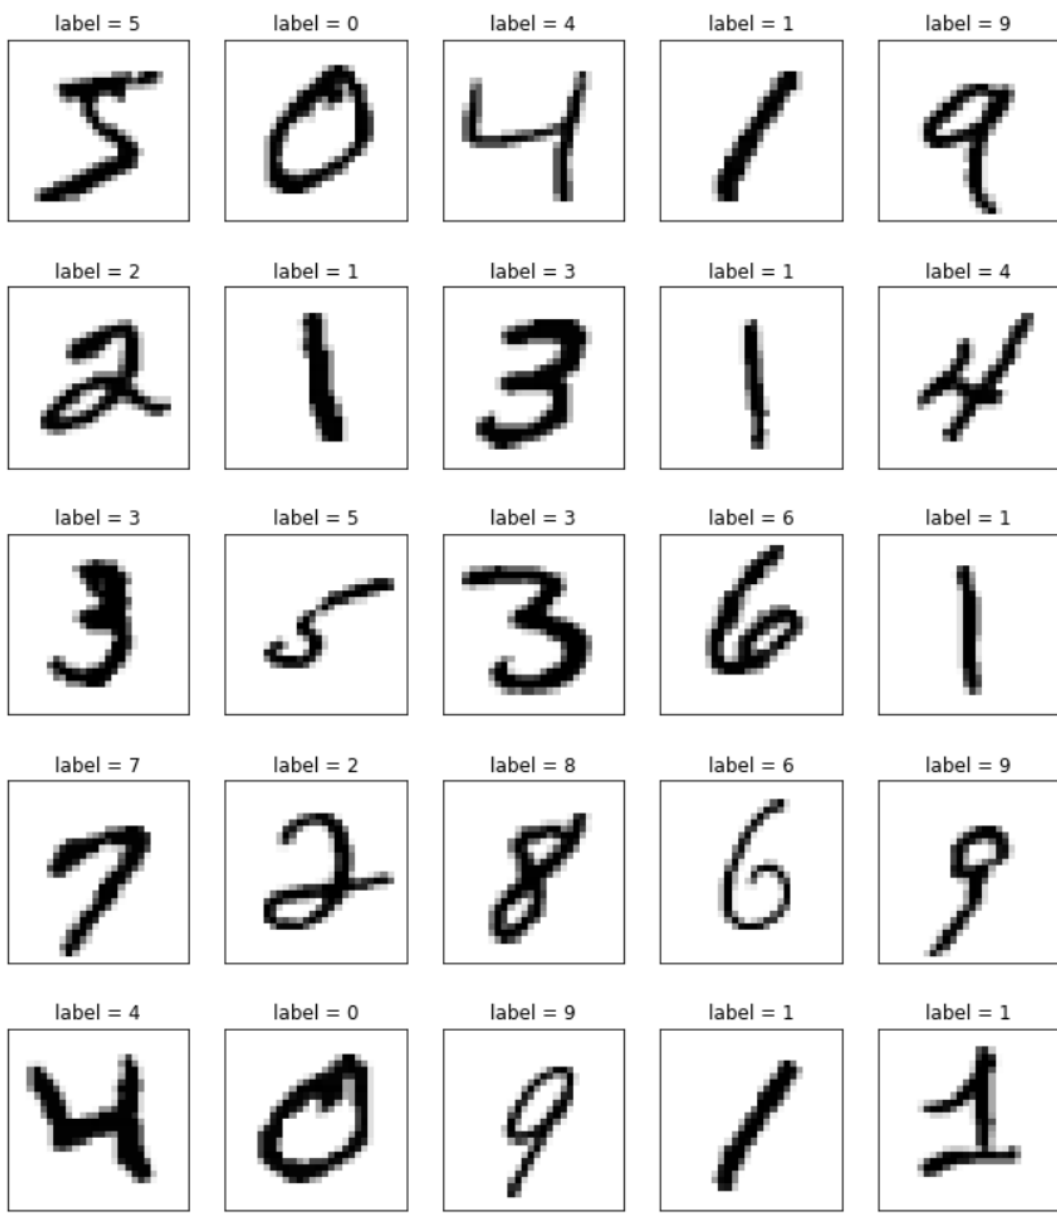 label = 5 label = 0 label = 4 label = 1 label = 9
5 0 4 1 9
label = 2 label = 1 label = 3 label = 1 label = 4
2 1 3 1 4
label = 3 label = 5 label = 3 label = 6 label = 1
3 5 3 6 1
label = 7 label = 2 label = 8 label = 6 label = 9
7 2 8 6 9
label = 4 label = 0 label = 9 label = 1 label = 1
4 0 9 1 1